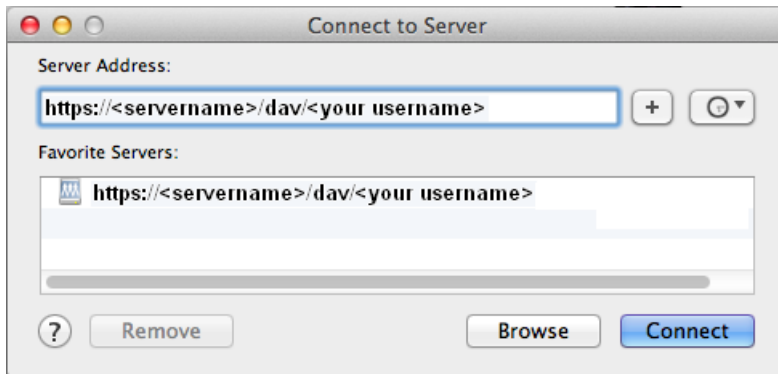 Connect to Server
Server Address:
https://<servername>/dav/<your username>
+
Favorite Servers:
https://<servername>/dav/<your username>
? Remove Browse Connect